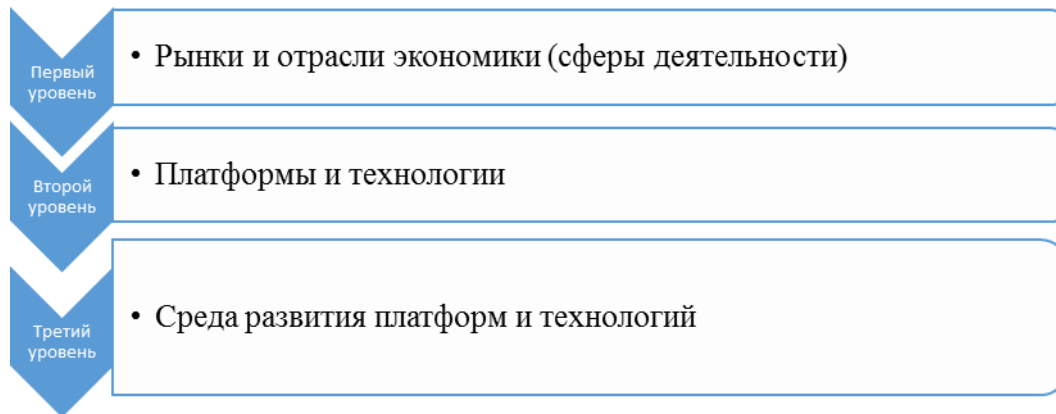 Первый
уровень
• Рынки и отрасли экономики (сферы деятельности)
Второй
уровень
• Платформы и технологии
Третий
уровень
• Среда развития платформ и технологий